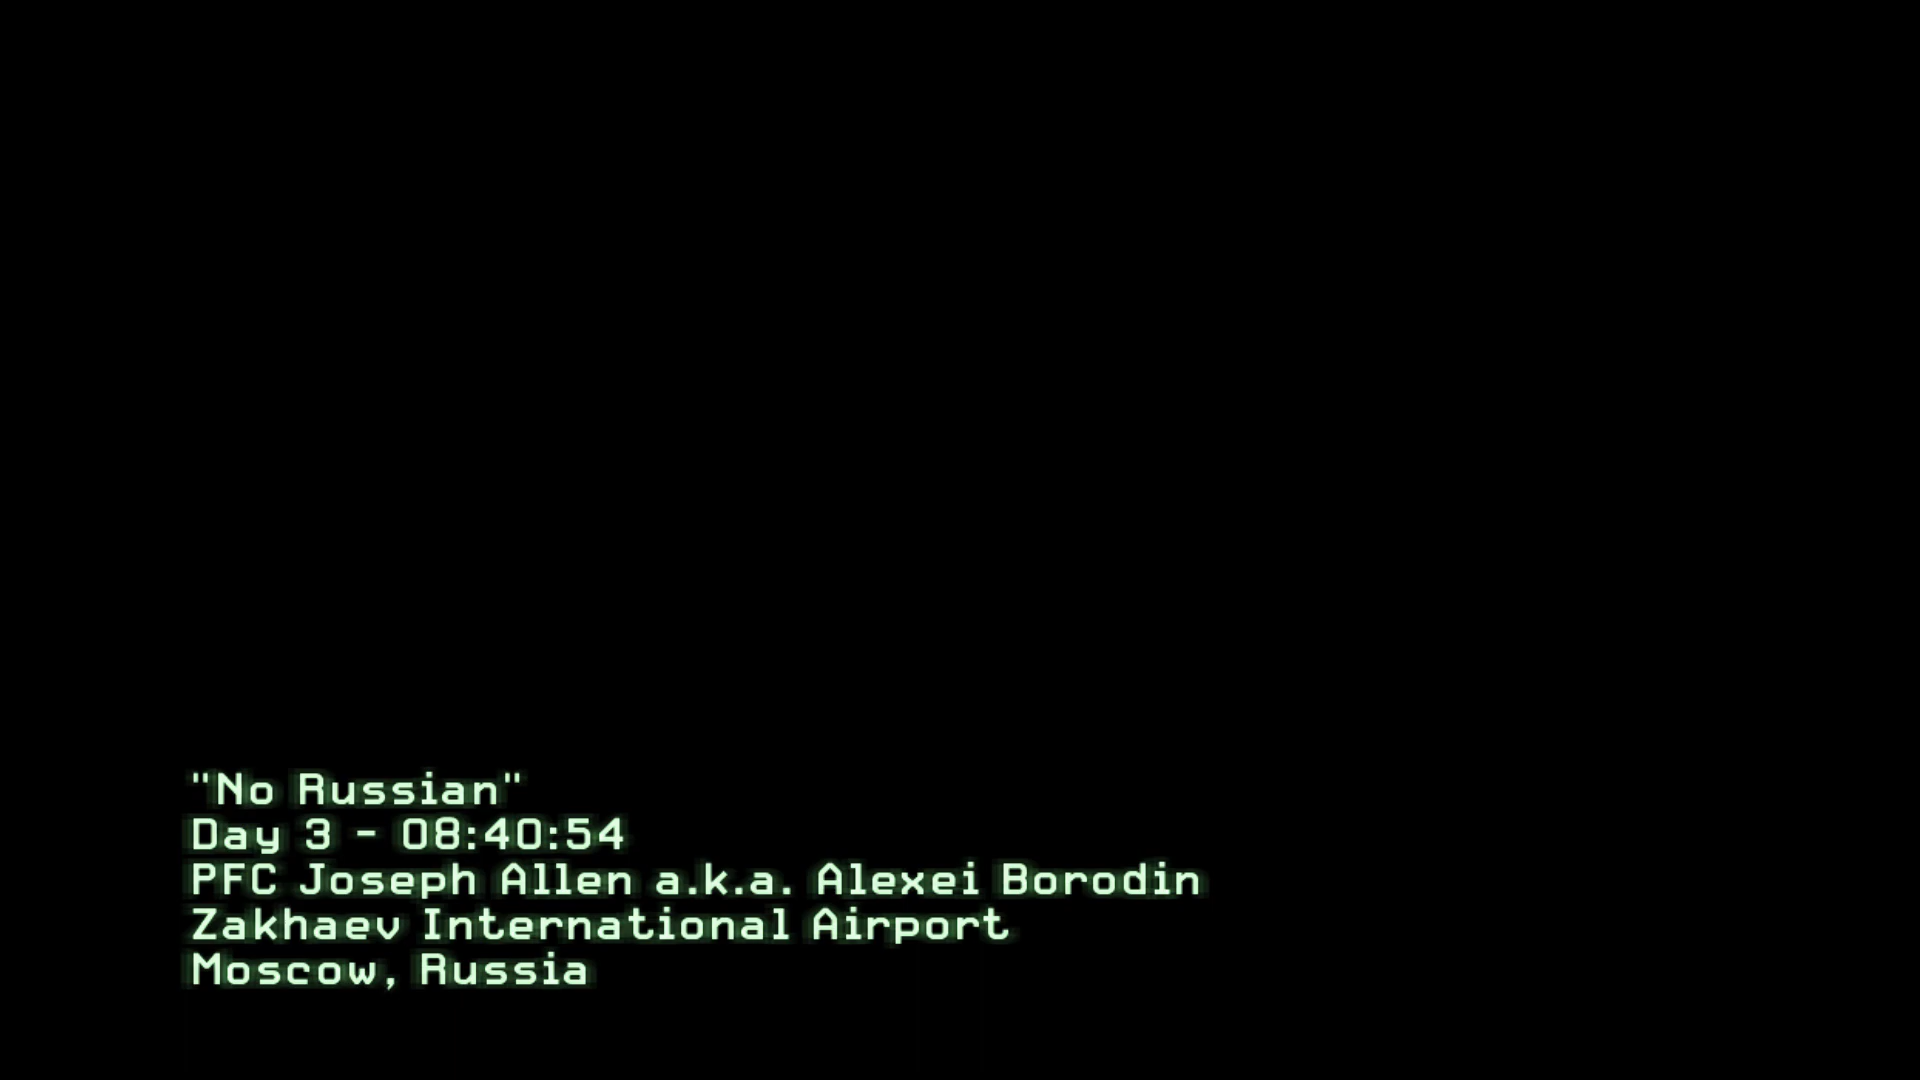 "No Russian"
Day 3 - 08:40:54
PFC Joseph Allen a.k.a. Alexei Borodin
Zakhaev International Airport
Moscow, Russia